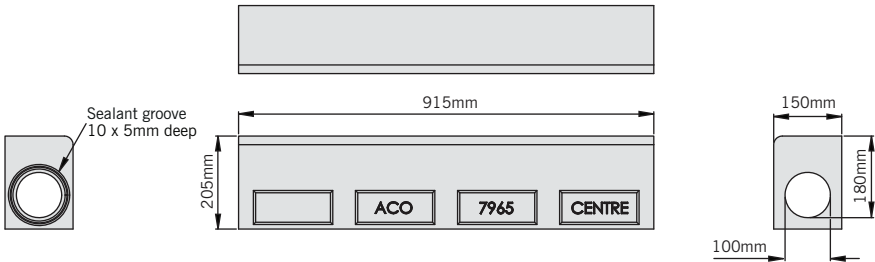 915mm
150mm
Sealant groove
10 x 5mm deep
205mm
180mm
ACO
7965
CENTRE
100mm